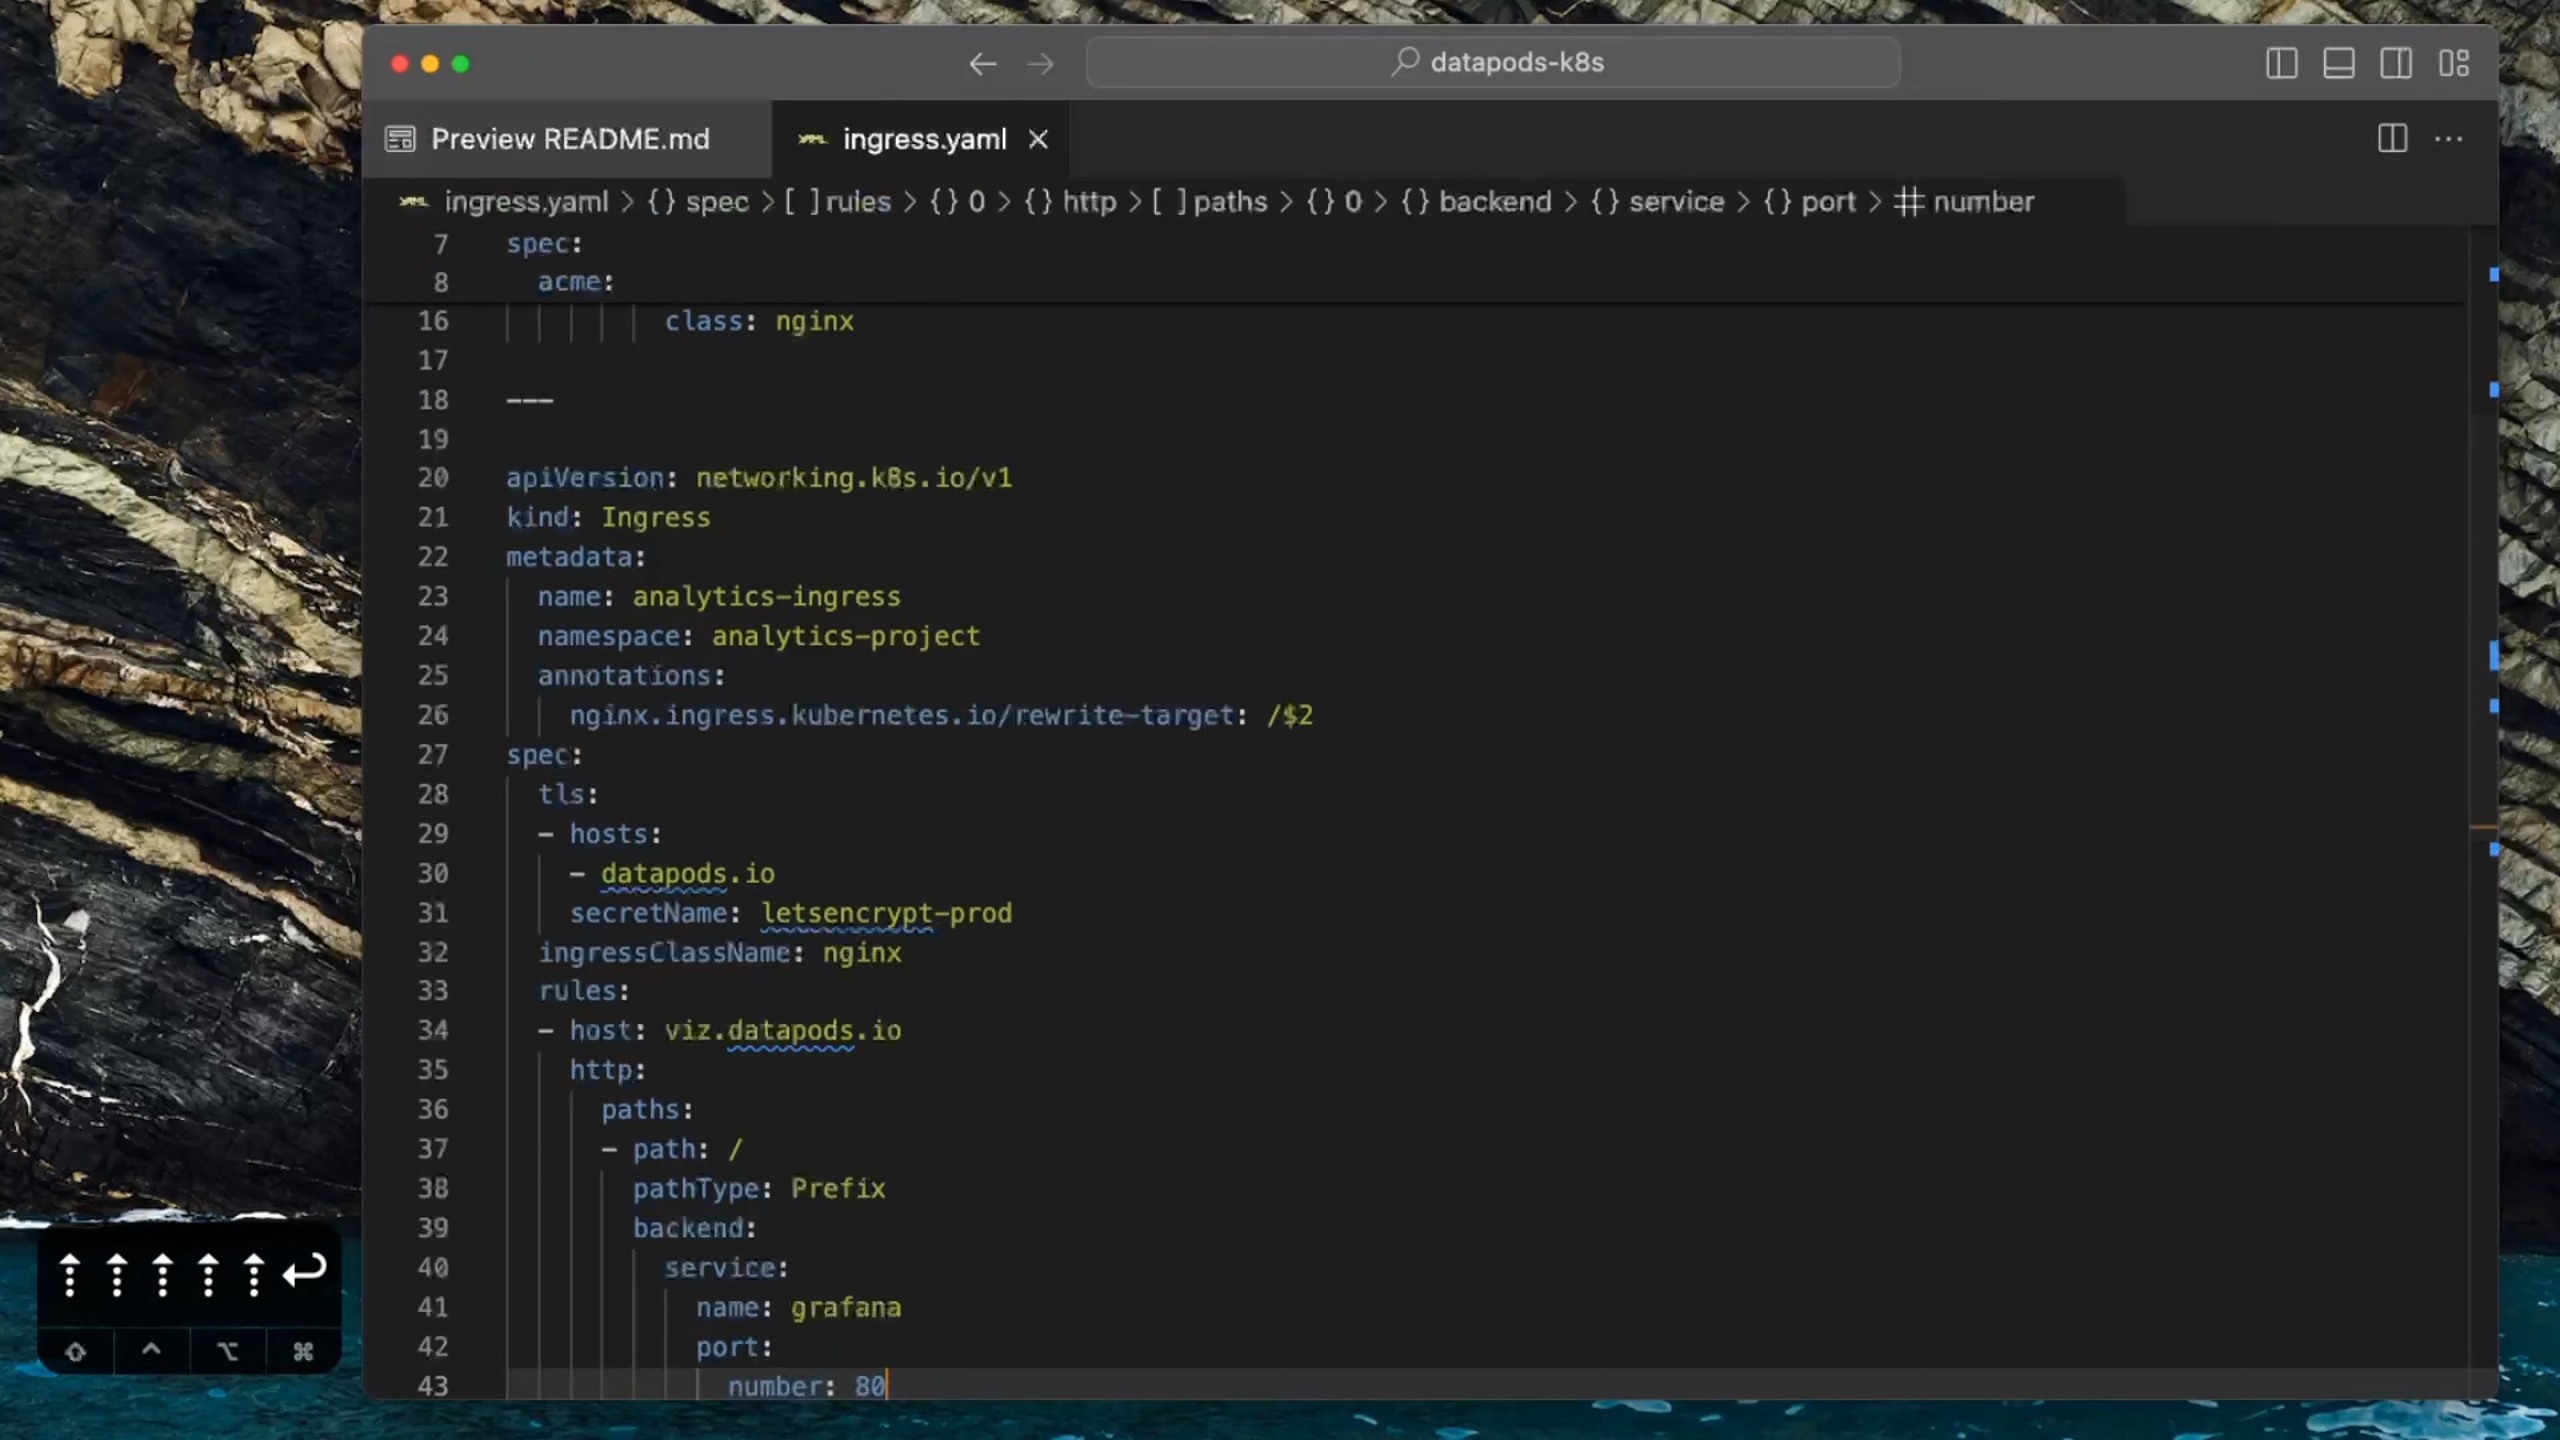 datapods-k8s
Preview README.md
ingress.yaml
ingress.yaml > {} spec > [ ] rules > {} 0 > {} http > [ ] paths > {} 0 > {} backend > {} service > {} port > # number
7 spec:
8 acme:
16 class: nginx
17
18 ---
19
20 apiVersion: networking.k8s.io/v1
21 kind: Ingress
22 metadata:
23 name: analytics-ingress
24 namespace: analytics-project
25 annotations:
26 nginx.ingress.kubernetes.io/rewrite-target: /$2
27 spec:
28 tls:
29 - hosts:
30 - datapods.io
31 secretName: letsencrypt-prod
32 ingressClassName: nginx
33 rules:
34 - host: viz.datapods.io
35 http:
36 paths:
37 - path: /
38 pathType: Prefix
39 backend:
40 service:
41 name: grafana
42 port:
43 number: 80